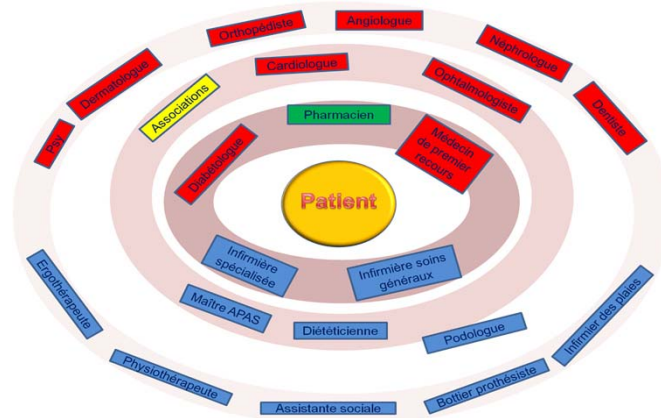 Orthopédiste
Angiologue
Néphrologue
Dermatologue
Cardiologue
Ophtalmologiste
Dentiste
Associations
Psy
Pharmacien
Diabétologue
Médecin
de premier
recours
Patient
Infirmière
spécialisée
Infirmière soins
généraux
Ergothérapeute
Maître APAS
Diététicienne
Podologue
Infirmier des plaies
Physiothérapeute
Assistante sociale
Bottier prothésiste